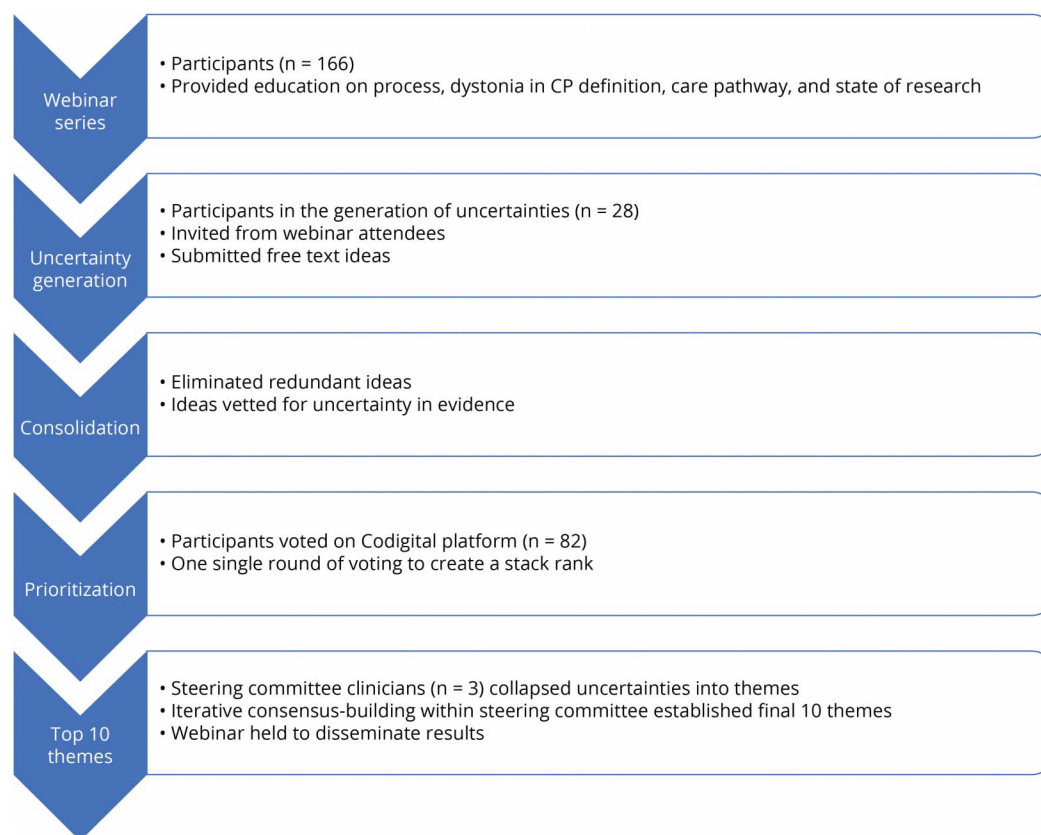 Webinar
series
• Participants (n = 166)
• Provided education on process, dystonia in CP definition, care pathway, and state of research
Uncertainty
generation
• Participants in the generation of uncertainties (n = 28)
• Invited from webinar attendees
• Submitted free text ideas
Consolidation
• Eliminated redundant ideas
• Ideas vetted for uncertainty in evidence
Prioritization
• Participants voted on Codigital platform (n = 82)
• One single round of voting to create a stack rank
Top 10
themes
• Steering committee clinicians (n = 3) collapsed uncertainties into themes
• Iterative consensus-building within steering committee established final 10 themes
• Webinar held to disseminate results